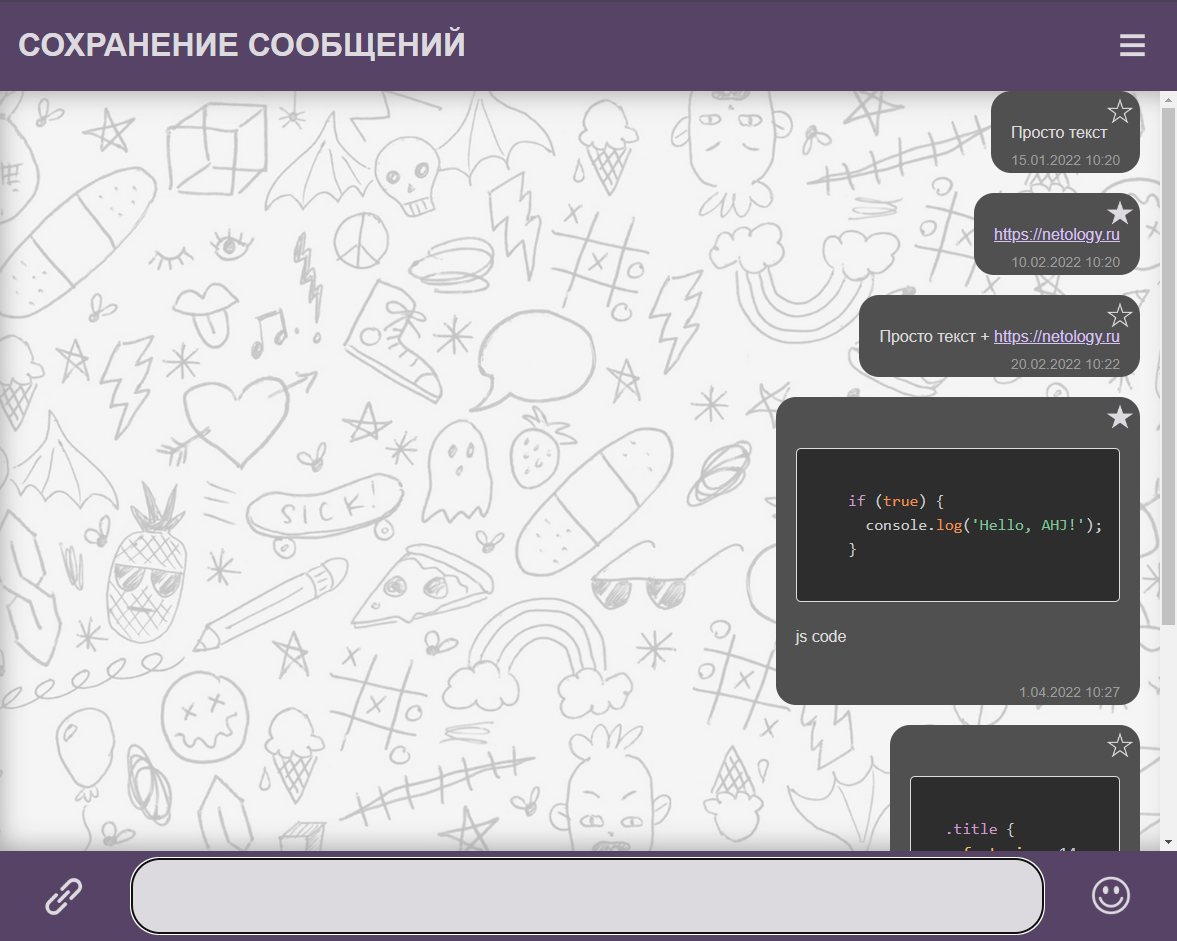 СОХРАНЕНИЕ СООБЩЕНИЙ
Просто текст
15.01.2022 10:20
https://netology.ru
10.02.2022 10:20
Просто текст + https://netology.ru
20.02.2022 10:22
if (true) {
console.log('Hello, AHJ!');
}
js code
1.04.2022 10:27
SICK!
.title {